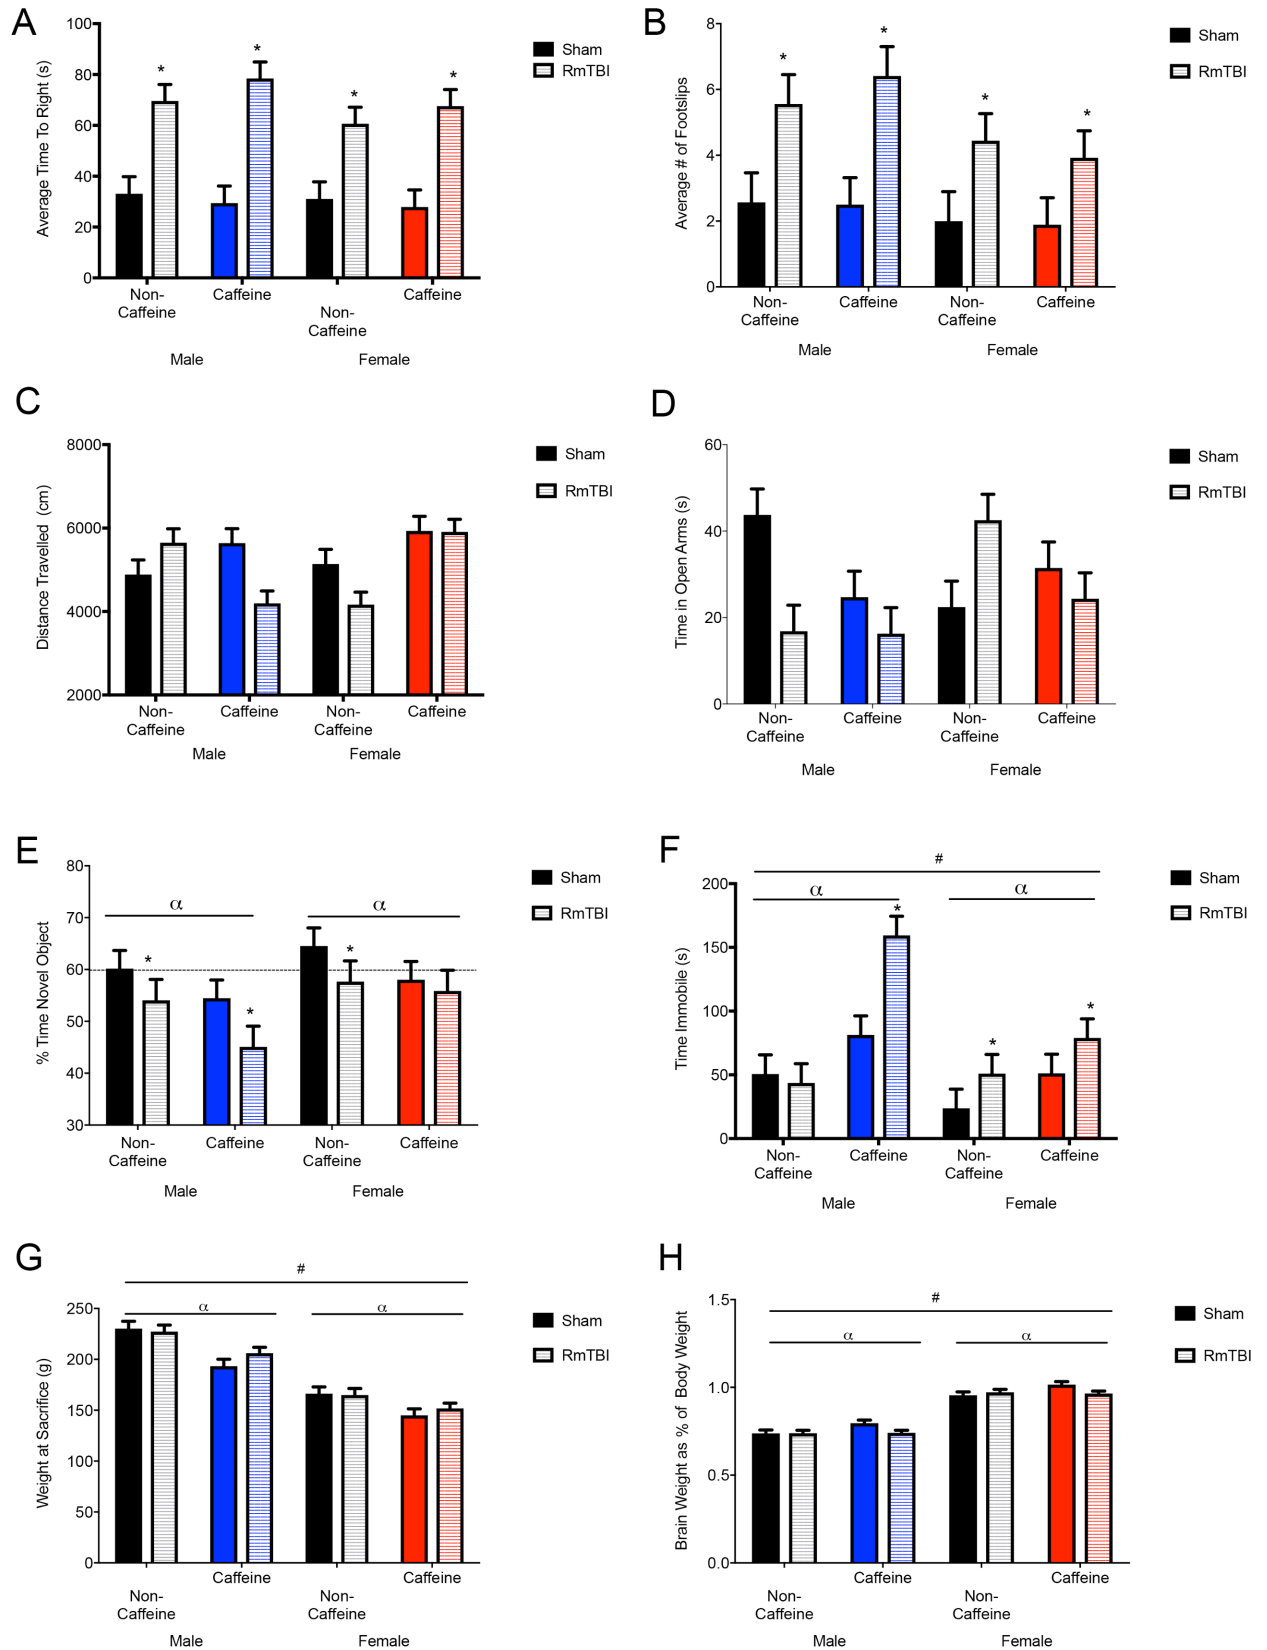 A
Average Time To Right (s)
100
80
60
40
20
0
* * * *
Non-
Caffeine
Caffeine
Non-
Caffeine
Caffeine
Male Female
Sham
RmTBI
B
Average # of Footslips
8
6
4
2
0
* * * *
Non-
Caffeine
Caffeine
Non-
Caffeine
Caffeine
Male Female
Sham
RmTBI
C
Distance Travelled (cm)
8000
6000
4000
2000
Non-
Caffeine
Caffeine
Non-
Caffeine
Caffeine
Male Female
Sham
RmTBI
D
Time in Open Arms (s)
60
40
20
0
Non-
Caffeine
Caffeine
Non-
Caffeine
Caffeine
Male Female
Sham
RmTBI
E
% Time Novel Object
80
70
60
50
40
30
α α
* * *
Non-
Caffeine
Caffeine
Non-
Caffeine
Caffeine
Male Female
Sham
RmTBI
F
Time Immobile (s)
200
150
100
50
0
#
α α
* * *
Non-
Caffeine
Caffeine
Non-
Caffeine
Caffeine
Male Female
Sham
RmTBI
G
Weight at Sacrifice (g)
250
200
150
100
50
0
#
α α
Non-
Caffeine
Caffeine
Non-
Caffeine
Caffeine
Male Female
Sham
RmTBI
H
Brain Weight as % of Body Weight
1.5
1.0
0.5
0.0
#
α α
Non-
Caffeine
Caffeine
Non-
Caffeine
Caffeine
Male Female
Sham
RmTBI